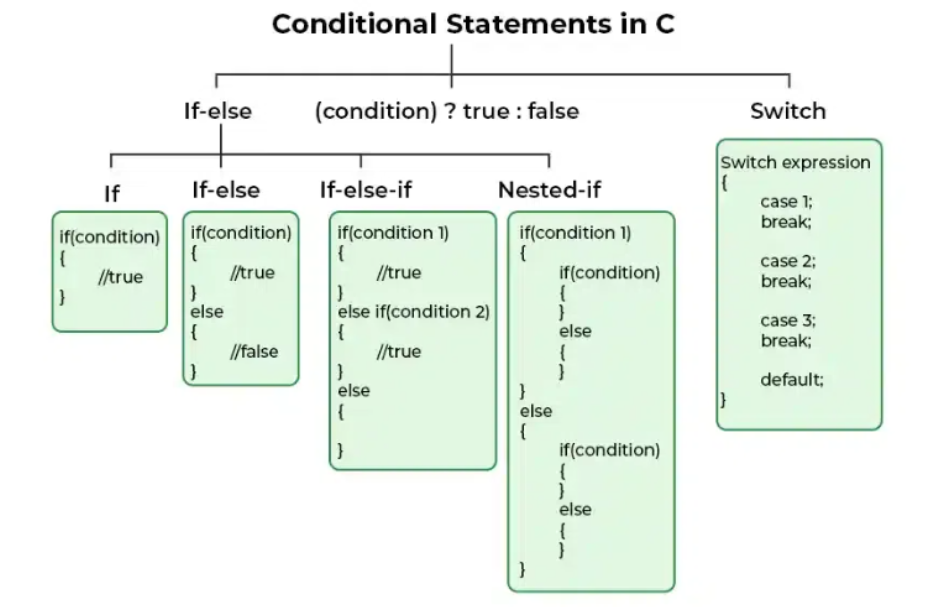 Conditional Statements in C
If-else
(condition) ? true : false
Switch
If
If-else
If-else-if
Nested-if
if(condition)
{
//true
}
if(condition)
{
//true
}
else
{
//false
}
if(condition 1)
{
//true
}
else if(condition 2)
{
//true
}
else
{
}
if(condition 1)
{
if(condition)
{
}
else
{
}
}
else
{
if(condition)
{
}
else
{
}
}
Switch expression
{
case 1;
break;
case 2;
break;
case 3;
break;
default;
}